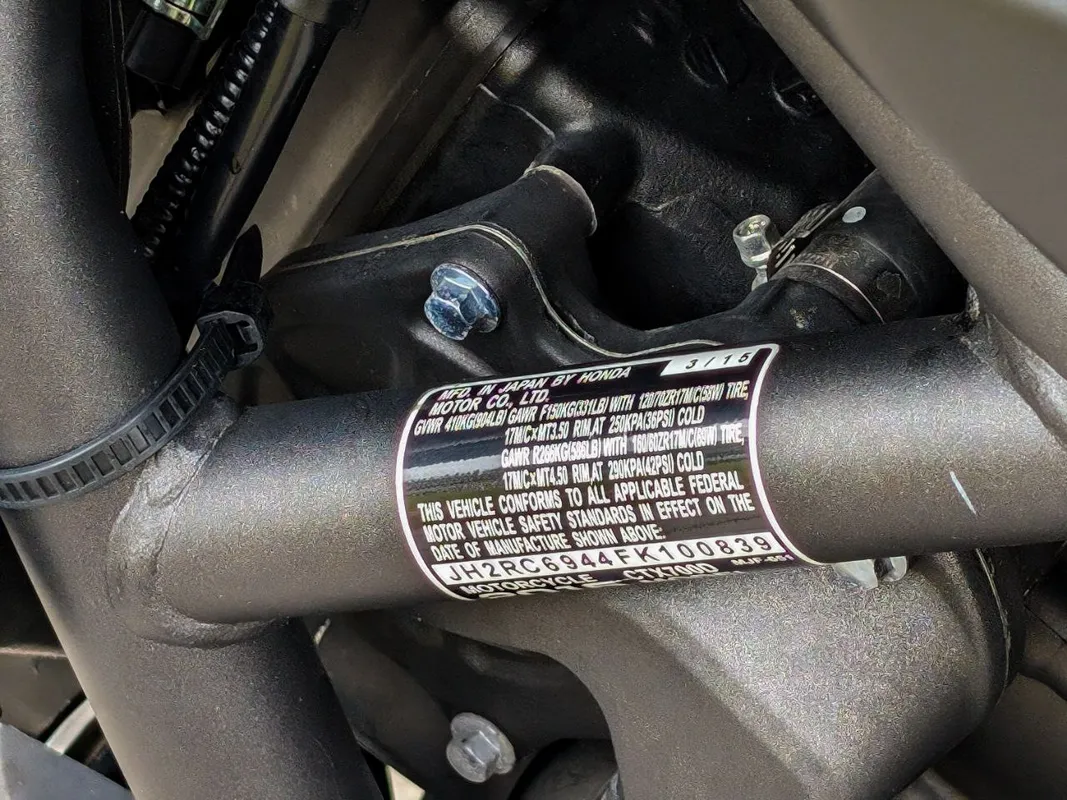 3 / 15
MFD. IN JAPAN BY HONDA
MOTOR CO., LTD.
GVWR 410KG(904LB) GAWR F150KG(331LB) WITH 120/70ZR17M/C(58W) TIRE,
17M/C×MT3.50 RIM, AT 250KPA(36PSI) COLD
GAWR R266KG(586LB) WITH 160/60ZR17M/C(69W) TIRE,
17M/C×MT4.50 RIM, AT 290KPA(42PSI) COLD
THIS VEHICLE CONFORMS TO ALL APPLICABLE FEDERAL
MOTOR VEHICLE SAFETY STANDARDS IN EFFECT ON THE
DATE OF MANUFACTURE SHOWN ABOVE.
JH2RC6944FK100839
MOTORCYCLE CTX700D